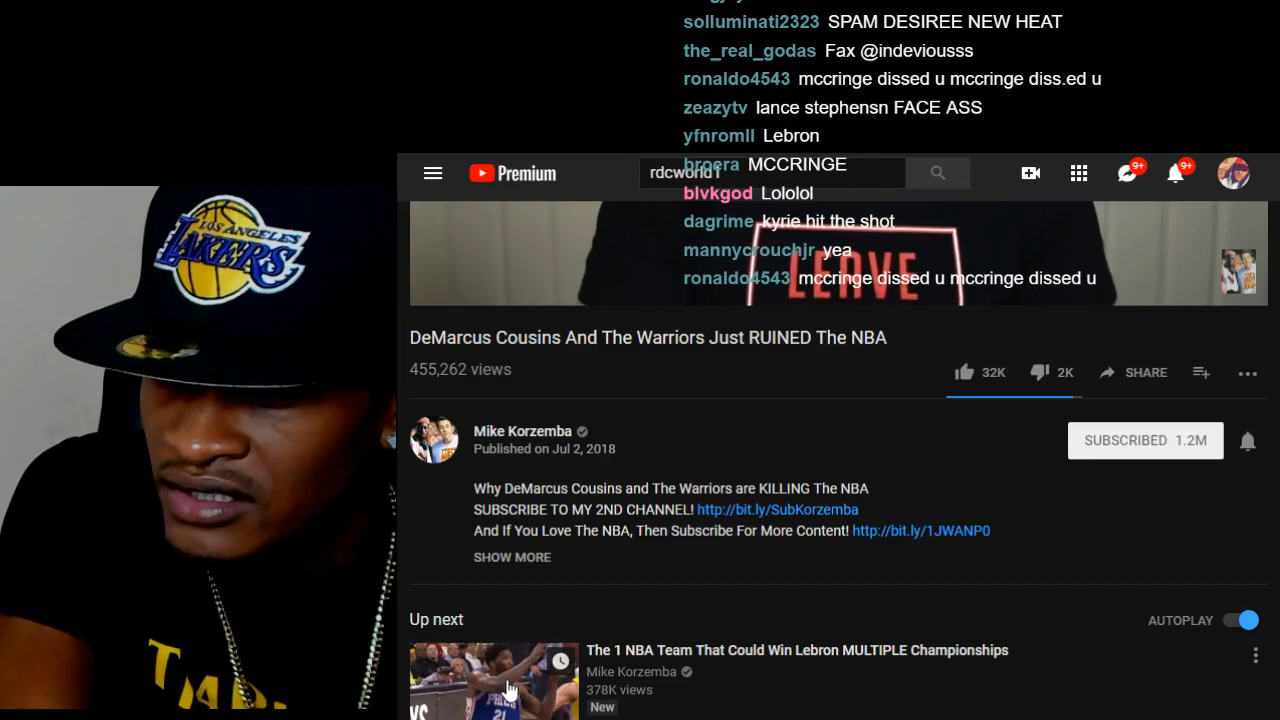 solluminati2323 SPAM DESIREE NEW HEAT
the_real_godas Fax @indeviousss
ronaldo4543 mccringe dissed u mccringe diss.ed u
zeazytv lance stephensn FACE ASS
yfnromll Lebron
broera MCCRINGE
Premium
rdcworld1
9+
9+
blvkgod Lololol
dagrime kyrie hit the shot
mannycrouchjr yea
ronaldo4543 mccringe dissed u mccringe dissed u
LEAVE
LOS ANGELES
LAKERS
DeMarcus Cousins And The Warriors Just RUINED The NBA
455,262 views
32K 2K SHARE
Mike Korzemba
Published on Jul 2, 2018
SUBSCRIBED 1.2M
Why DeMarcus Cousins and The Warriors are KILLING The NBA
SUBSCRIBE TO MY 2ND CHANNEL! http://bit.ly/SubKorzemba
And If You Love The NBA, Then Subscribe For More Content! http://bit.ly/1JWANP0
SHOW MORE
Up next
AUTOPLAY
The 1 NBA Team That Could Win Lebron MULTIPLE Championships
Mike Korzemba
378K views
New
21